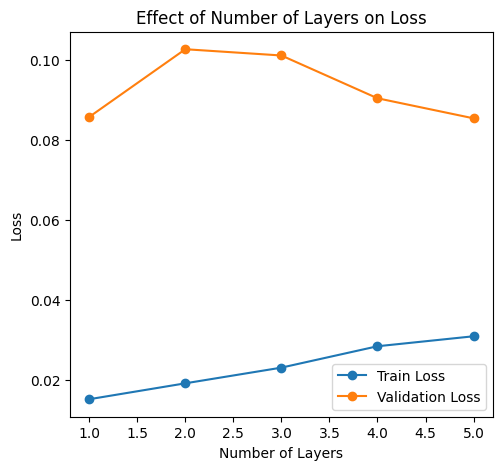 Effect of Number of Layers on Loss
0.10
0.08
0.06
0.04
0.02
Loss
Train Loss
Validation Loss
1.0 1.5 2.0 2.5 3.0 3.5 4.0 4.5 5.0
Number of Layers